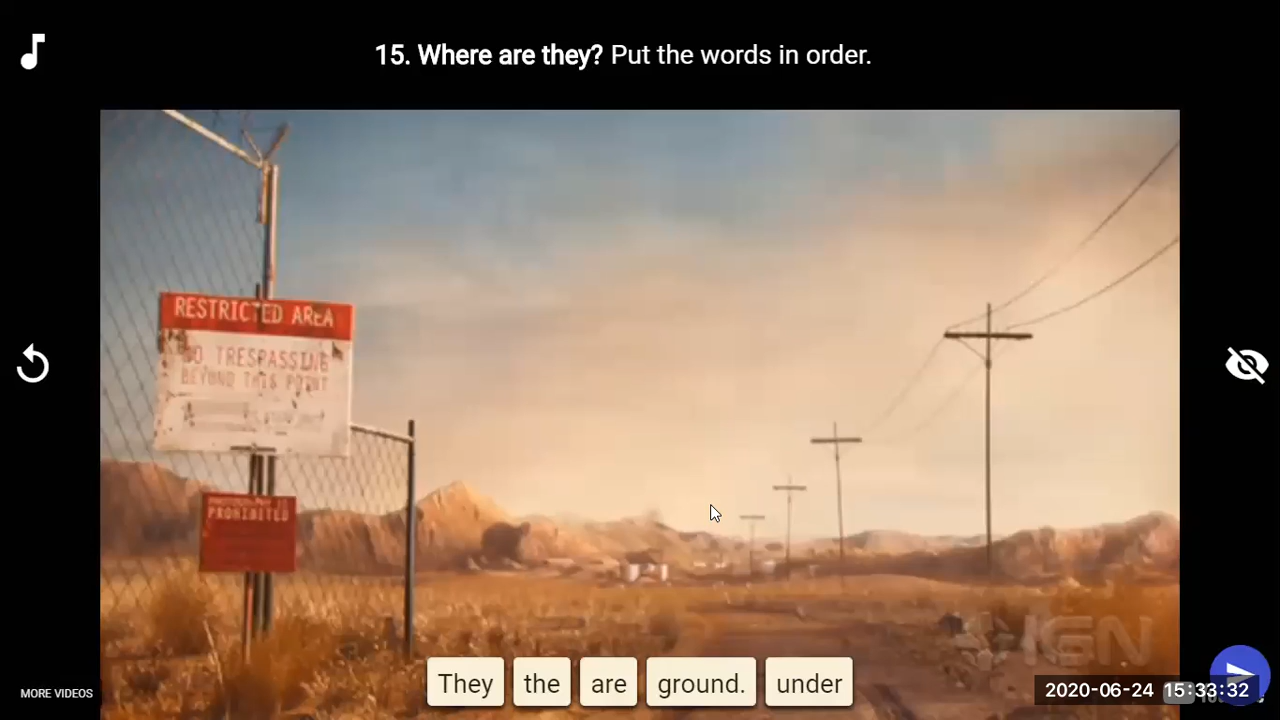 15. Where are they? Put the words in order.
RESTRICTED AREA
NO TRESPASSING
BEYOND THIS POINT
PROHIBITED
IGN
They the are ground. under
MORE VIDEOS
2020-06-24 15:33:32